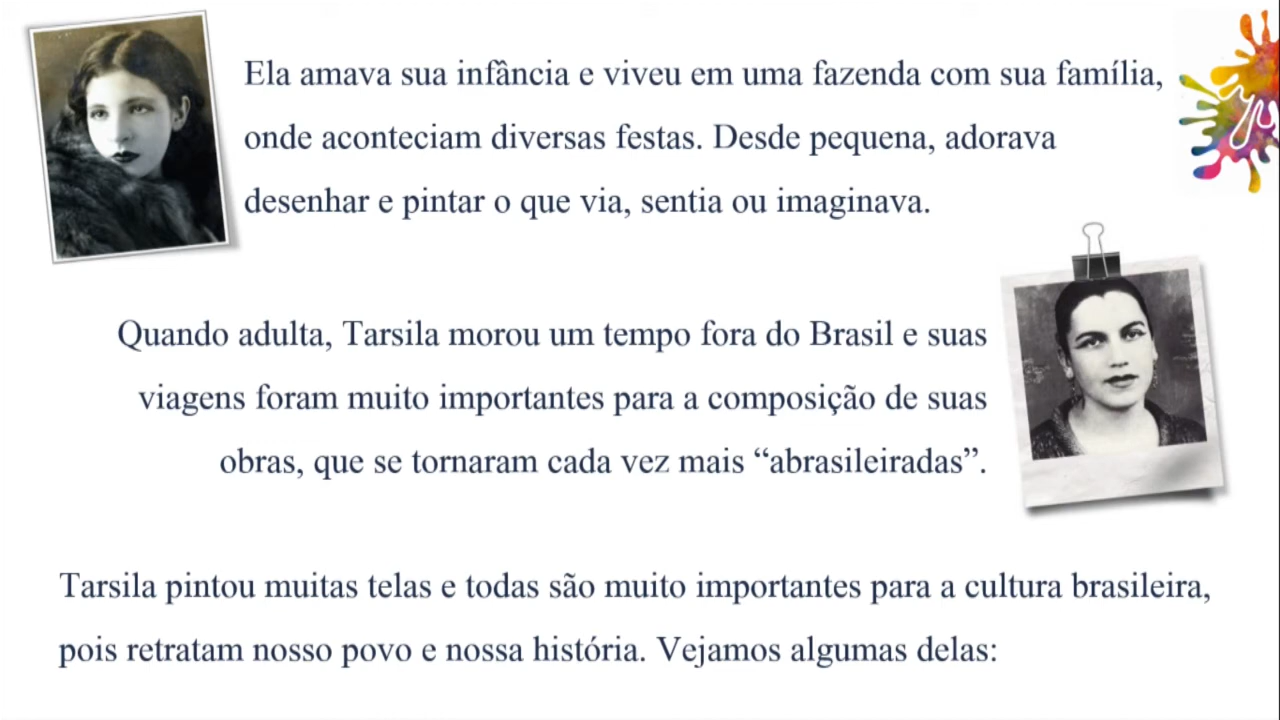 Ela amava sua infância e viveu em uma fazenda com sua família,
onde aconteciam diversas festas. Desde pequena, adorava
desenhar e pintar o que via, sentia ou imaginava.
Quando adulta, Tarsila morou um tempo fora do Brasil e suas
viagens foram muito importantes para a composição de suas
obras, que se tornaram cada vez mais “abrasileiradas”.
Tarsila pintou muitas telas e todas são muito importantes para a cultura brasileira,
pois retratam nosso povo e nossa história. Vejamos algumas delas: